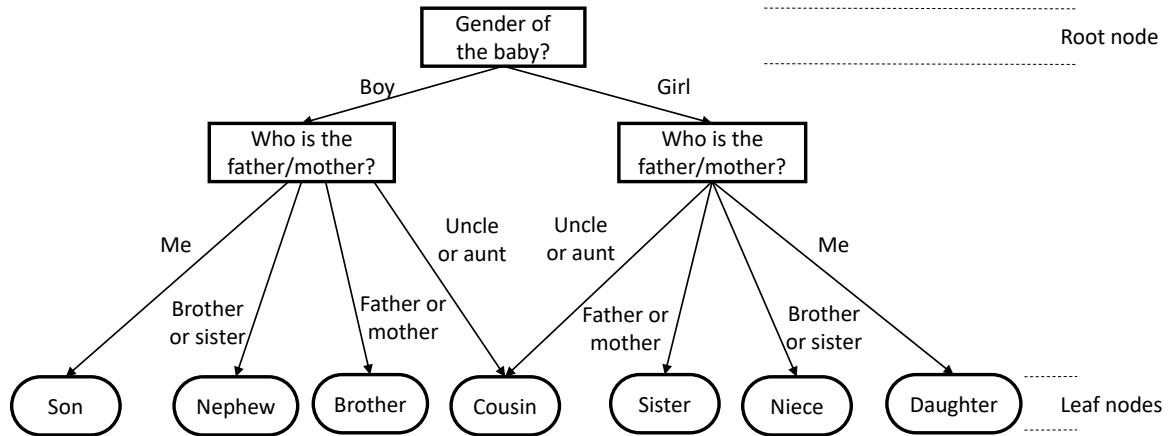 Gender of
the baby?
Root node
Boy
Girl
Who is the
father/mother?
Who is the
father/mother?
Me
Brother
or sister
Father or
mother
Uncle
or aunt
Uncle
or aunt
Father or
mother
Brother
or sister
Me
Son
Nephew
Brother
Cousin
Sister
Niece
Daughter
Leaf nodes